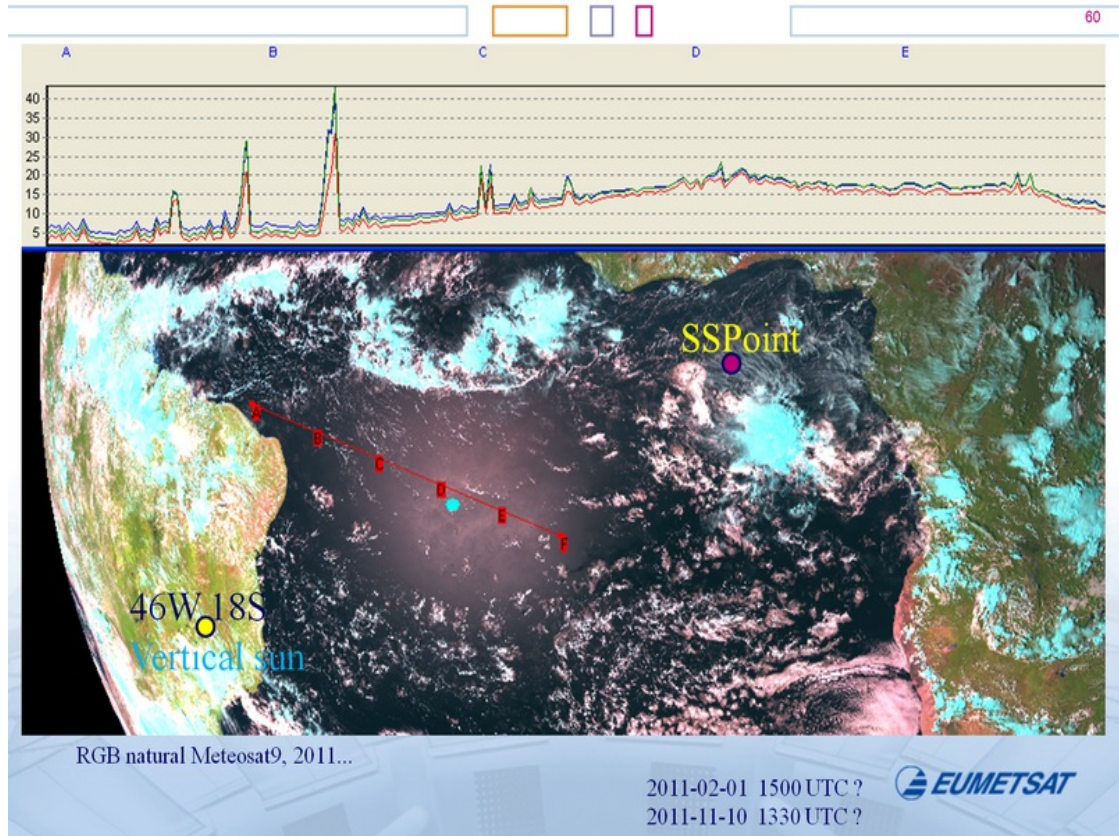 60
A B C D E
40
35
30
25
20
15
10
5
SSPoint
A
B
C
D
E
F
46W 18S
Vertical sun
RGB natural Meteosat9, 2011...
2011-02-01 1500 UTC ?
2011-11-10 1330 UTC ?
EUMETSAT